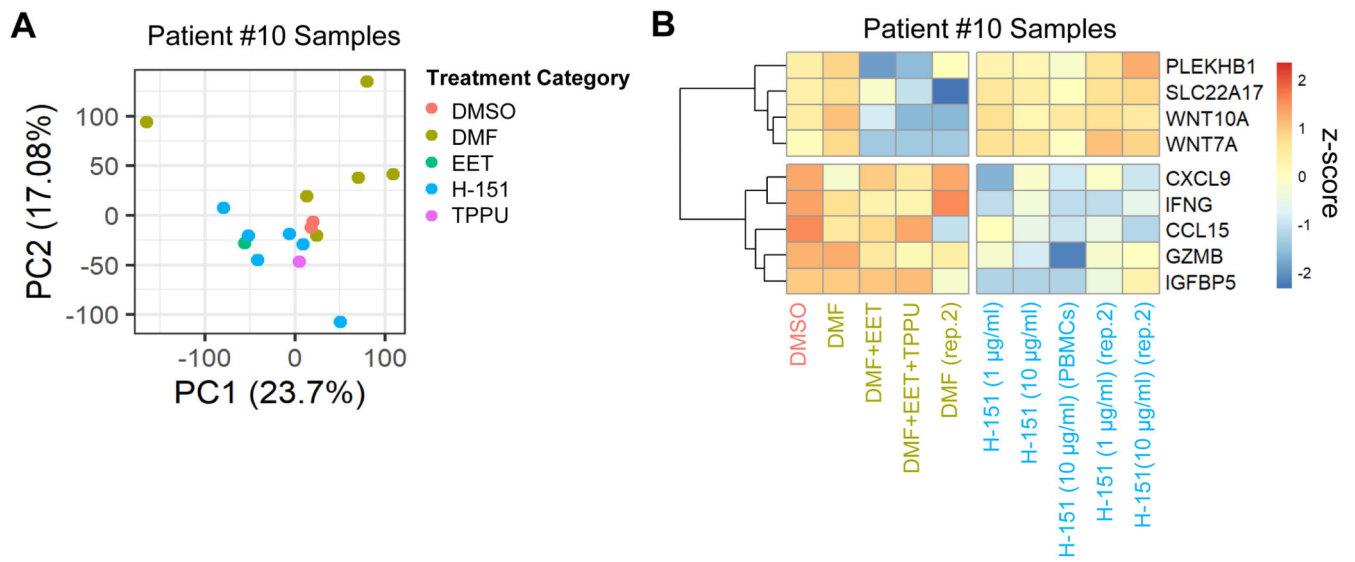 A
Patient #10 Samples
PC2 (17.08%)
100
50
0
-50
-100
-100
0
100
PC1 (23.7%)
Treatment Category
DMSO
DMF
EET
H-151
TPPU
B
Patient #10 Samples
PLEKHB1
SLC22A17
WNT10A
WNT7A
CXCL9
IFNG
CCL15
GZMB
IGFBP5
2
1
0
-1
-2
z-score
DMSO
DMF
DMF+EET
DMF+EET+TPPU
DMF (rep.2)
H-151 (1 µg/ml)
H-151 (10 µg/ml)
H-151 (10 µg/ml) (PBMCs)
H-151 (1 µg/ml) (rep.2)
H-151(10 µg/ml) (rep.2)